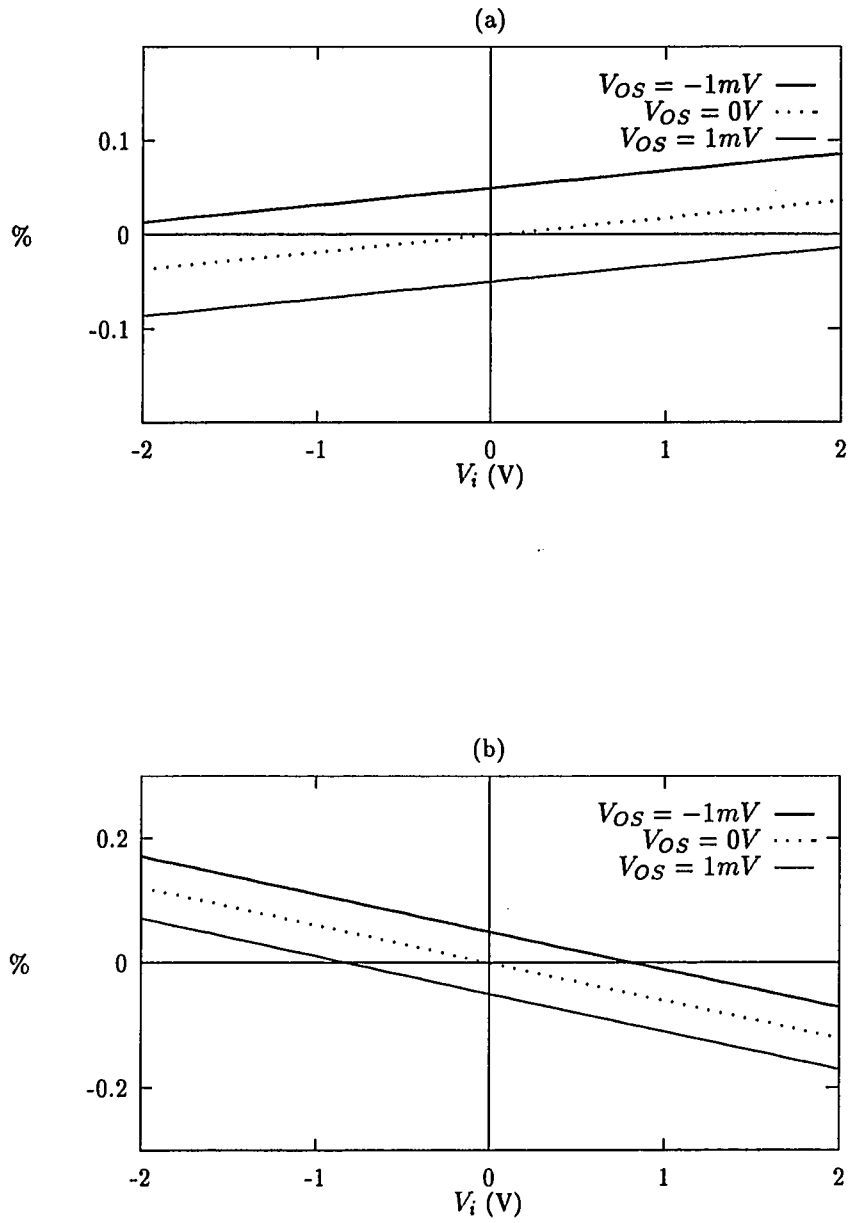 (a)
V_OS = −1mV
V_OS = 0V
V_OS = 1mV
0.1
%
0
-0.1
-2 -1 0 1 2
V_i (V)
(b)
V_OS = −1mV
V_OS = 0V
V_OS = 1mV
0.2
%
0
-0.2
-2 -1 0 1 2
V_i (V)